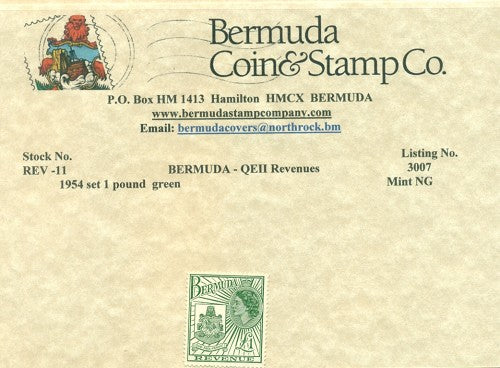 Bermuda
Coin&Stamp Co.
P.O. Box HM 1413 Hamilton HMCX BERMUDA
www.bermudastampcompany.com
Email: bermudacovers@northrock.bm
Stock No. Listing No.
REV -11 BERMUDA - QEII Revenues 3007
1954 set 1 pound green Mint NG
BERMUDA
£1
REVENUE